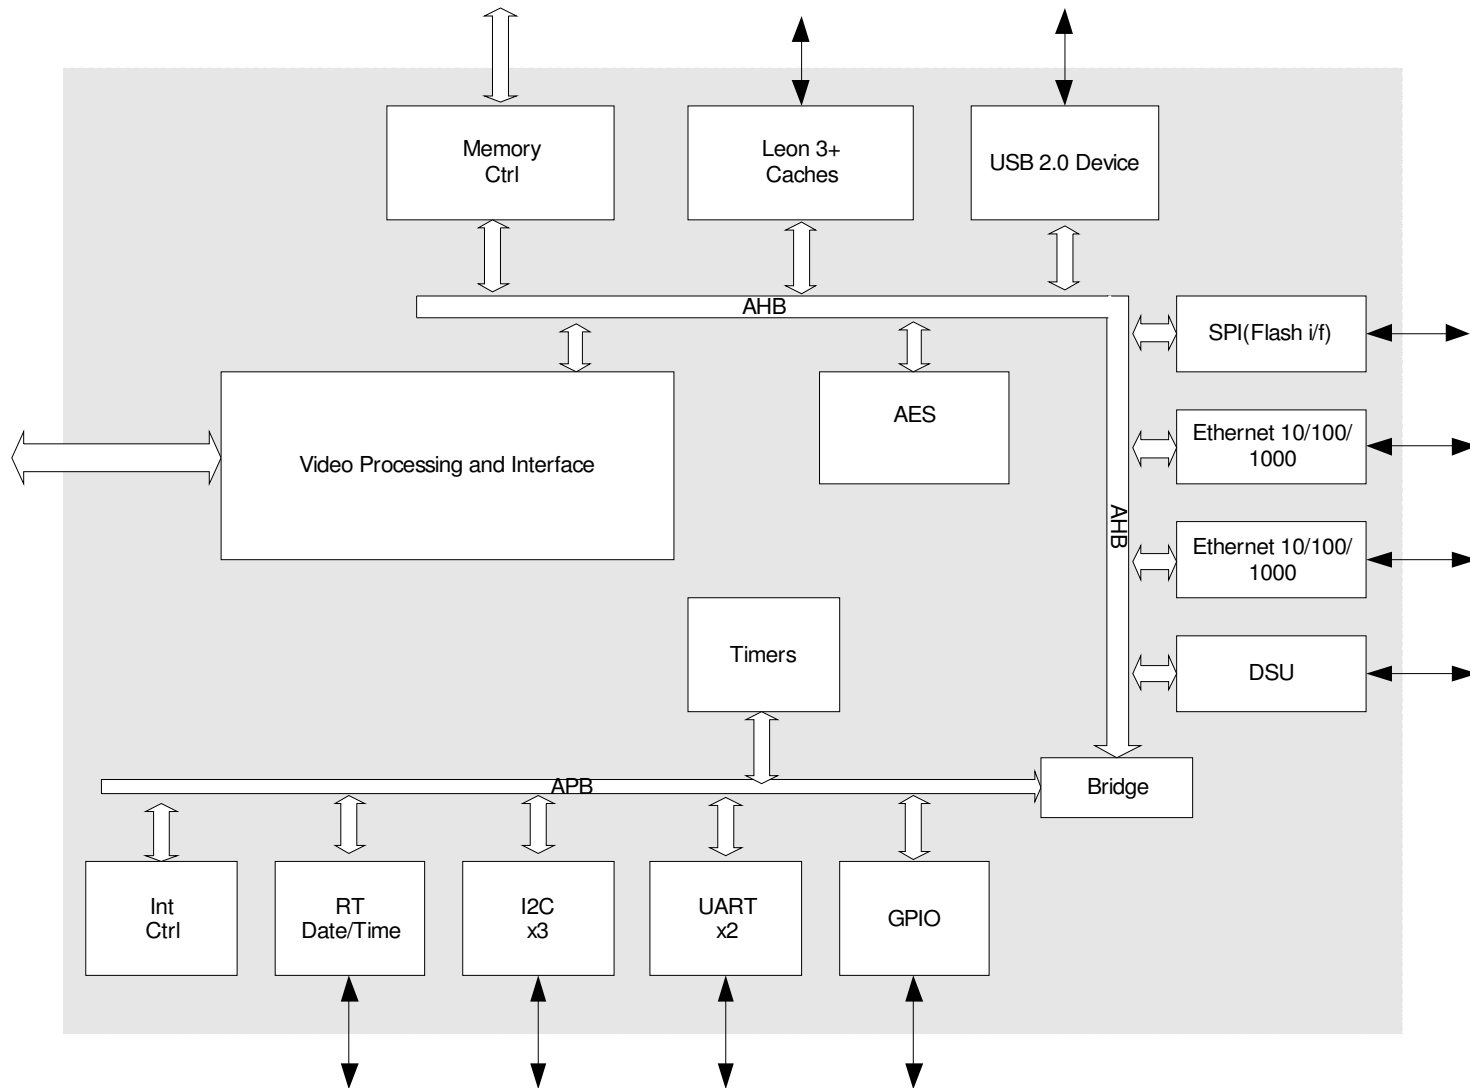 Memory
Ctrl
Leon 3+
Caches
USB 2.0 Device
AHB
SPI(Flash i/f)
AES
Ethernet 10/100/
1000
Video Processing and Interface
AHB
Ethernet 10/100/
1000
Timers
DSU
APB
Bridge
Int
Ctrl
RT
Date/Time
I2C
x3
UART
x2
GPIO